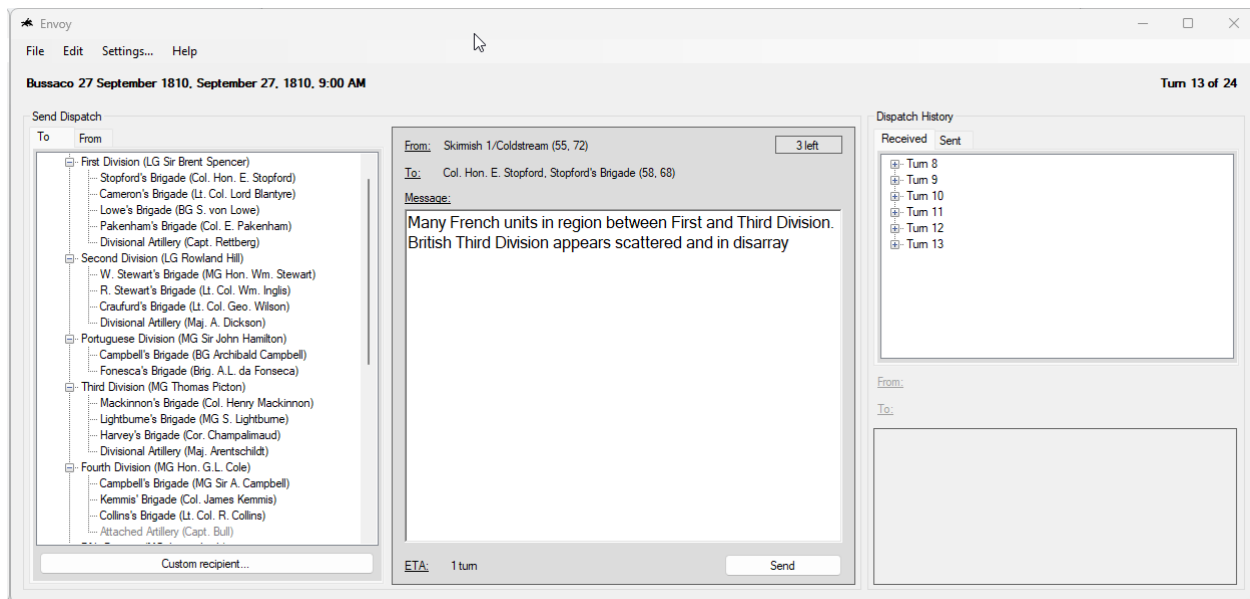 Envoy
File Edit Settings... Help
Bussaco 27 September 1810, September 27, 1810, 9:00 AM
Turn 13 of 24
Send Dispatch
To From
First Division (LG Sir Brent Spencer)
Stopford's Brigade (Col. Hon. E. Stopford)
Cameron's Brigade (Lt. Col. Lord Blantyre)
Lowe's Brigade (BG S. von Lowe)
Pakenham's Brigade (Col. E. Pakenham)
Divisional Artillery (Capt. Rettberg)
Second Division (LG Rowland Hill)
W. Stewart's Brigade (MG Hon. Wm. Stewart)
R. Stewart's Brigade (Lt. Col. Wm. Inglis)
Craufurd's Brigade (Lt. Col. Geo. Wilson)
Divisional Artillery (Maj. A. Dickson)
Portuguese Division (MG Sir John Hamilton)
Campbell's Brigade (BG Archibald Campbell)
Fonesca's Brigade (Brig. A.L. da Fonseca)
Third Division (MG Thomas Picton)
Mackinnon's Brigade (Col. Henry Mackinnon)
Lightburne's Brigade (MG S. Lightburne)
Harvey's Brigade (Cor. Champalimaud)
Divisional Artillery (Maj. Arentschildt)
Fourth Division (MG Hon. G.L. Cole)
Campbell's Brigade (MG Sir A. Campbell)
Kemmis' Brigade (Col. James Kemmis)
Collins's Brigade (Lt. Col. R. Collins)
Attached Artillery (Capt. Bull)
Custom recipient...
From: Skirmish 1/Coldstream (55, 72)
3 left
To: Col. Hon. E. Stopford, Stopford's Brigade (58, 68)
Message:
Many French units in region between First and Third Division.
British Third Division appears scattered and in disarray
ETA: 1 turn
Send
Dispatch History
Received Sent
Turn 8
Turn 9
Turn 10
Turn 11
Turn 12
Turn 13
From:
To: